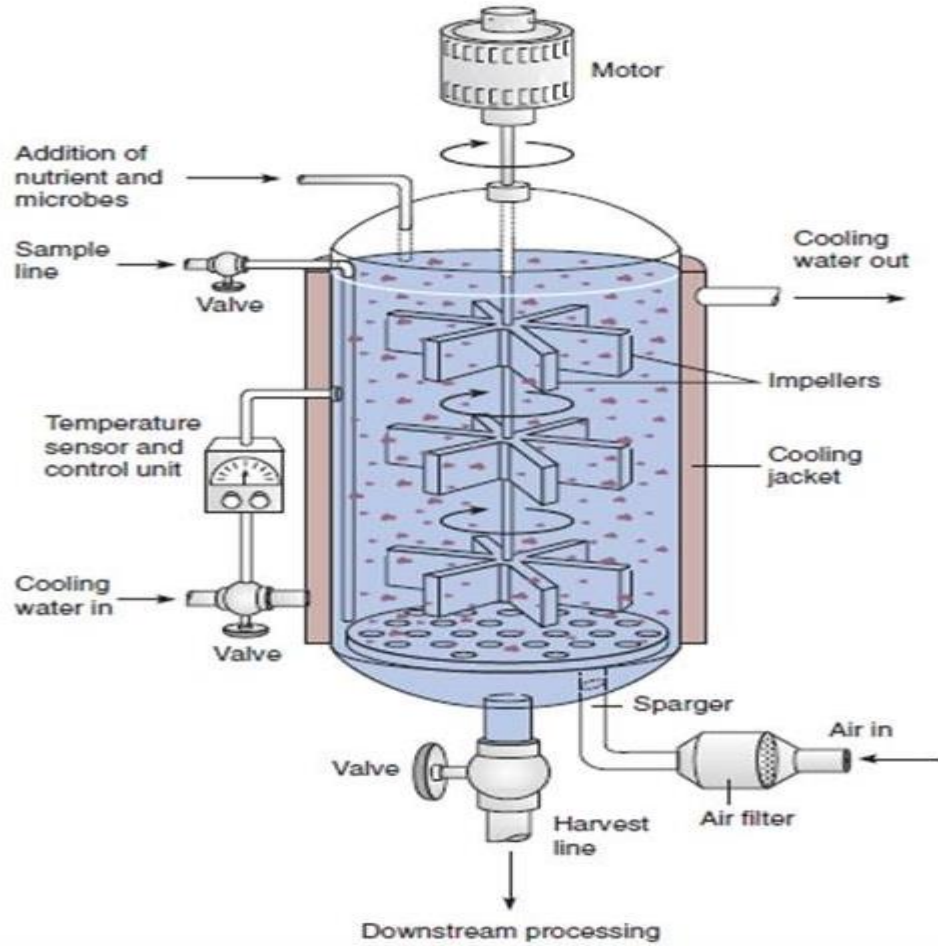 Motor
Addition of
nutrient and
microbes
Sample
line
Valve
Cooling
water out
Impellers
Temperature
sensor and
control unit
Cooling
jacket
Cooling
water in
Valve
Sparger
Air in
Valve
Air filter
Harvest
line
Downstream processing